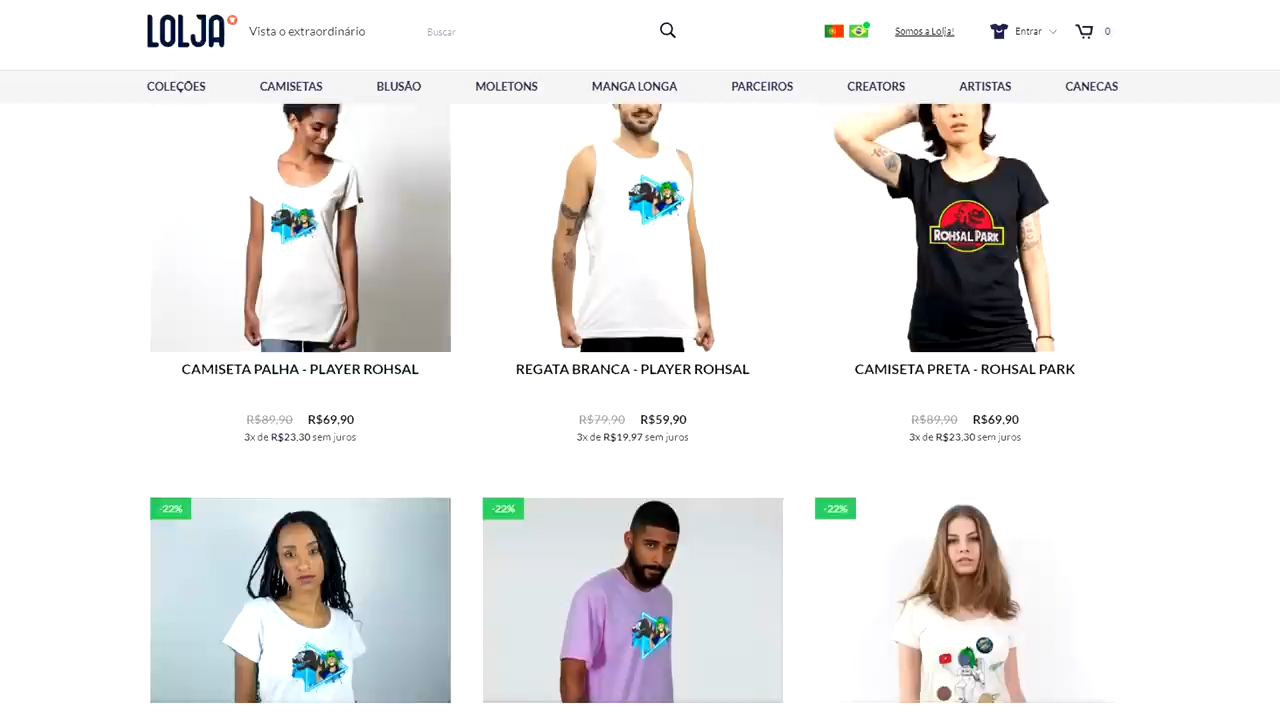 LOLJA
Vista o extraordinário
Buscar
Somos a Lolja!
Entrar
0
COLEÇÕES
CAMISETAS
BLUSÃO
MOLETONS
MANGA LONGA
PARCEIROS
CREATORS
ARTISTAS
CANECAS
ROHSAL PARK
CAMISETA PALHA - PLAYER ROHSAL
REGATA BRANCA - PLAYER ROHSAL
CAMISETA PRETA - ROHSAL PARK
R$89,90 R$69,90
R$79,90 R$59,90
R$89,90 R$69,90
3x de R$23,30 sem juros
3x de R$19,97 sem juros
3x de R$23,30 sem juros
-22%
-22%
-22%